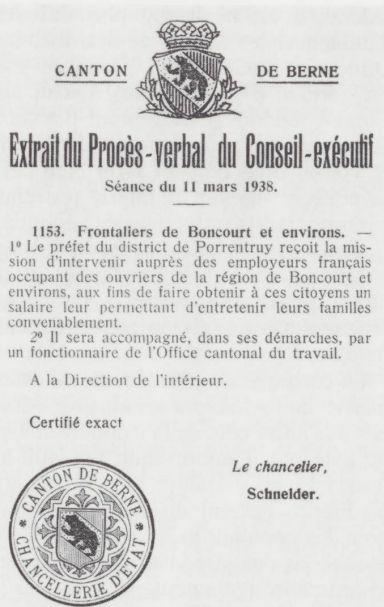 CANTON DE BERNE
Extrait du Procès-verbal du Conseil-exécutif
Séance du 11 mars 1938.
1153. Frontaliers de Boncourt et environs. —
1º Le préfet du district de Porrentruy reçoit la mis-
sion d'intervenir auprès des employeurs français
occupant des ouvriers de la région de Boncourt et
environs, aux fins de faire obtenir à ces citoyens un
salaire leur permettant d'entretenir leurs familles
convenablement.
2º Il sera accompagné, dans ses démarches, par
un fonctionnaire de l'Office cantonal du travail.
A la Direction de l'intérieur.
Certifié exact
Le chancelier,
Schneider.
CANTON DE BERNE
CHANCELLERIE D'ETAT